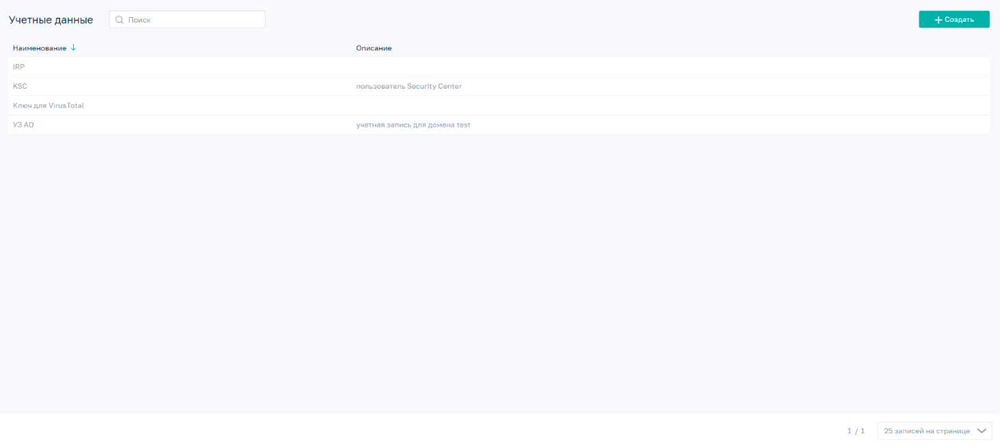 Учетные данные
Поиск
Создать
Наименование Описание
IRP
KSC пользователь Security Center
Ключ для VirusTotal
УЗ AD учетная запись для домена test
1 / 1 25 записей на странице